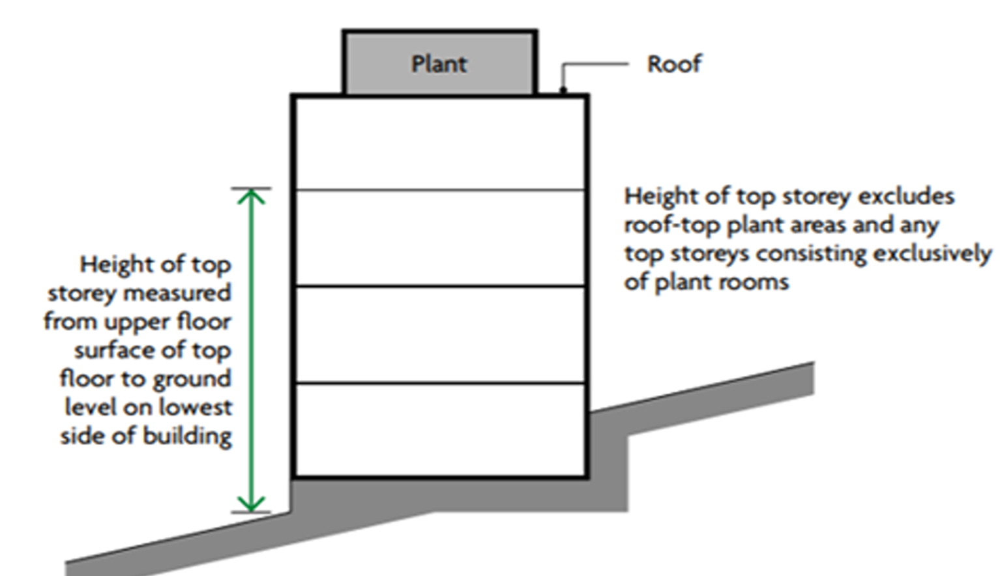 Plant
Roof
Height of top storey excludes
roof-top plant areas and any
top storeys consisting exclusively
of plant rooms
Height of top
storey measured
from upper floor
surface of top
floor to ground
level on lowest
side of building